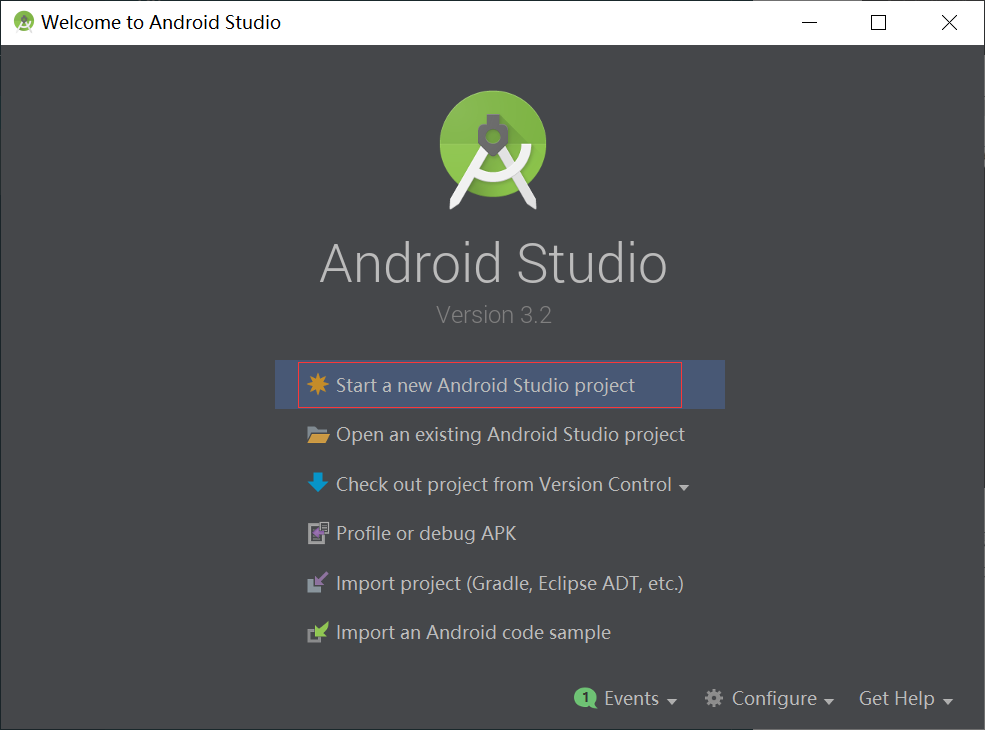 Welcome to Android Studio
Android Studio
Version 3.2
Start a new Android Studio project
Open an existing Android Studio project
Check out project from Version Control
Profile or debug APK
Import project (Gradle, Eclipse ADT, etc.)
Import an Android code sample
1 Events Configure Get Help